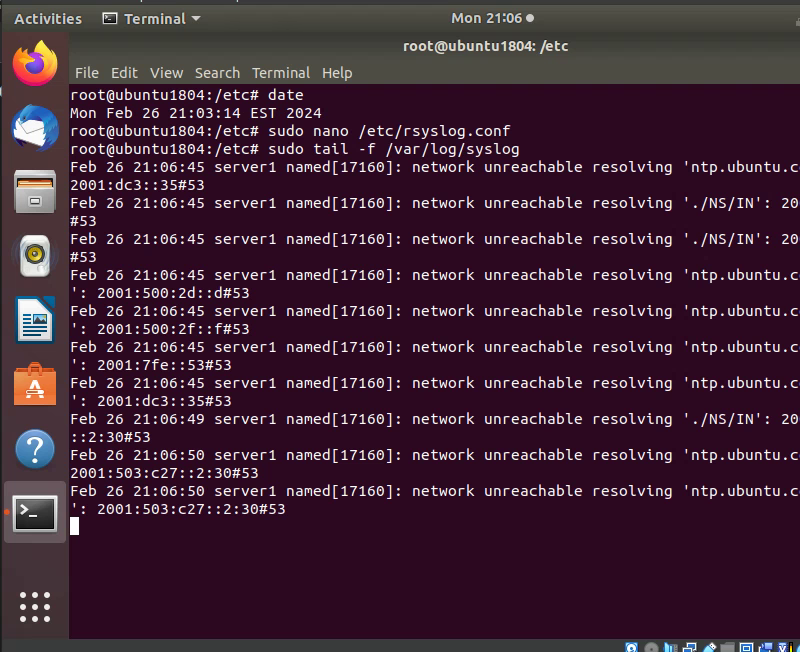 Activities Terminal Mon 21:06
root@ubuntu1804: /etc
File Edit View Search Terminal Help
root@ubuntu1804:/etc# date
Mon Feb 26 21:03:14 EST 2024
root@ubuntu1804:/etc# sudo nano /etc/rsyslog.conf
root@ubuntu1804:/etc# sudo tail -f /var/log/syslog
Feb 26 21:06:45 server1 named[17160]: network unreachable resolving 'ntp.ubuntu.co
2001:dc3::35#53
Feb 26 21:06:45 server1 named[17160]: network unreachable resolving './NS/IN': 20
#53
Feb 26 21:06:45 server1 named[17160]: network unreachable resolving './NS/IN': 20
#53
Feb 26 21:06:45 server1 named[17160]: network unreachable resolving 'ntp.ubuntu.co
': 2001:500:2d::d#53
Feb 26 21:06:45 server1 named[17160]: network unreachable resolving 'ntp.ubuntu.co
': 2001:500:2f::f#53
Feb 26 21:06:45 server1 named[17160]: network unreachable resolving 'ntp.ubuntu.co
': 2001:7fe::53#53
Feb 26 21:06:45 server1 named[17160]: network unreachable resolving 'ntp.ubuntu.co
': 2001:dc3::35#53
Feb 26 21:06:49 server1 named[17160]: network unreachable resolving './NS/IN': 20
::2:30#53
Feb 26 21:06:50 server1 named[17160]: network unreachable resolving 'ntp.ubuntu.co
2001:503:c27::2:30#53
Feb 26 21:06:50 server1 named[17160]: network unreachable resolving 'ntp.ubuntu.co
': 2001:503:c27::2:30#53